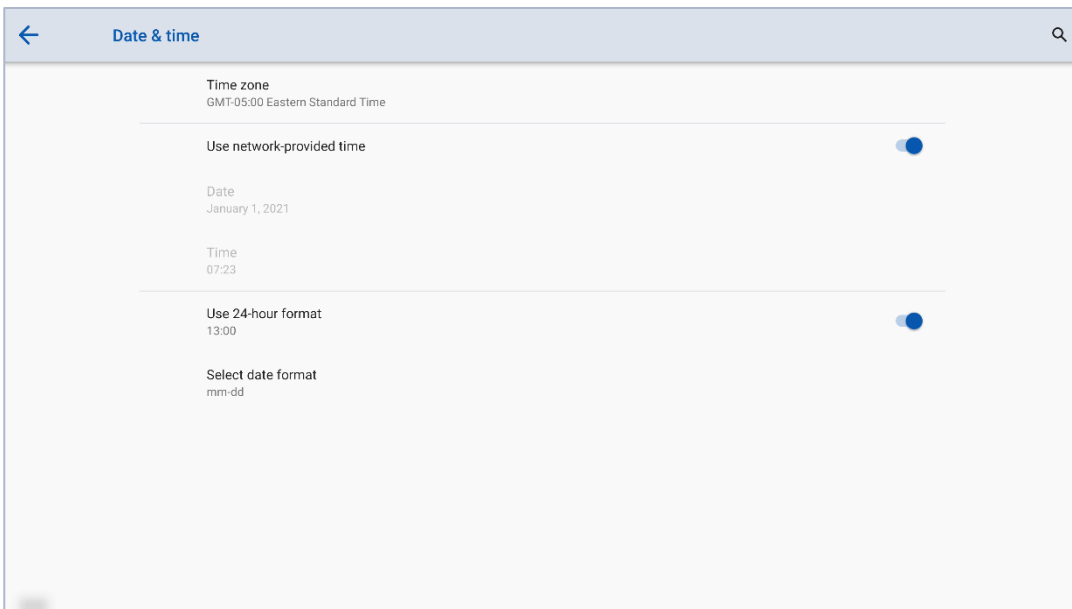 Date & time
Time zone
GMT-05:00 Eastern Standard Time
Use network-provided time
Date
January 1, 2021
Time
07:23
Use 24-hour format
13:00
Select date format
mm-dd